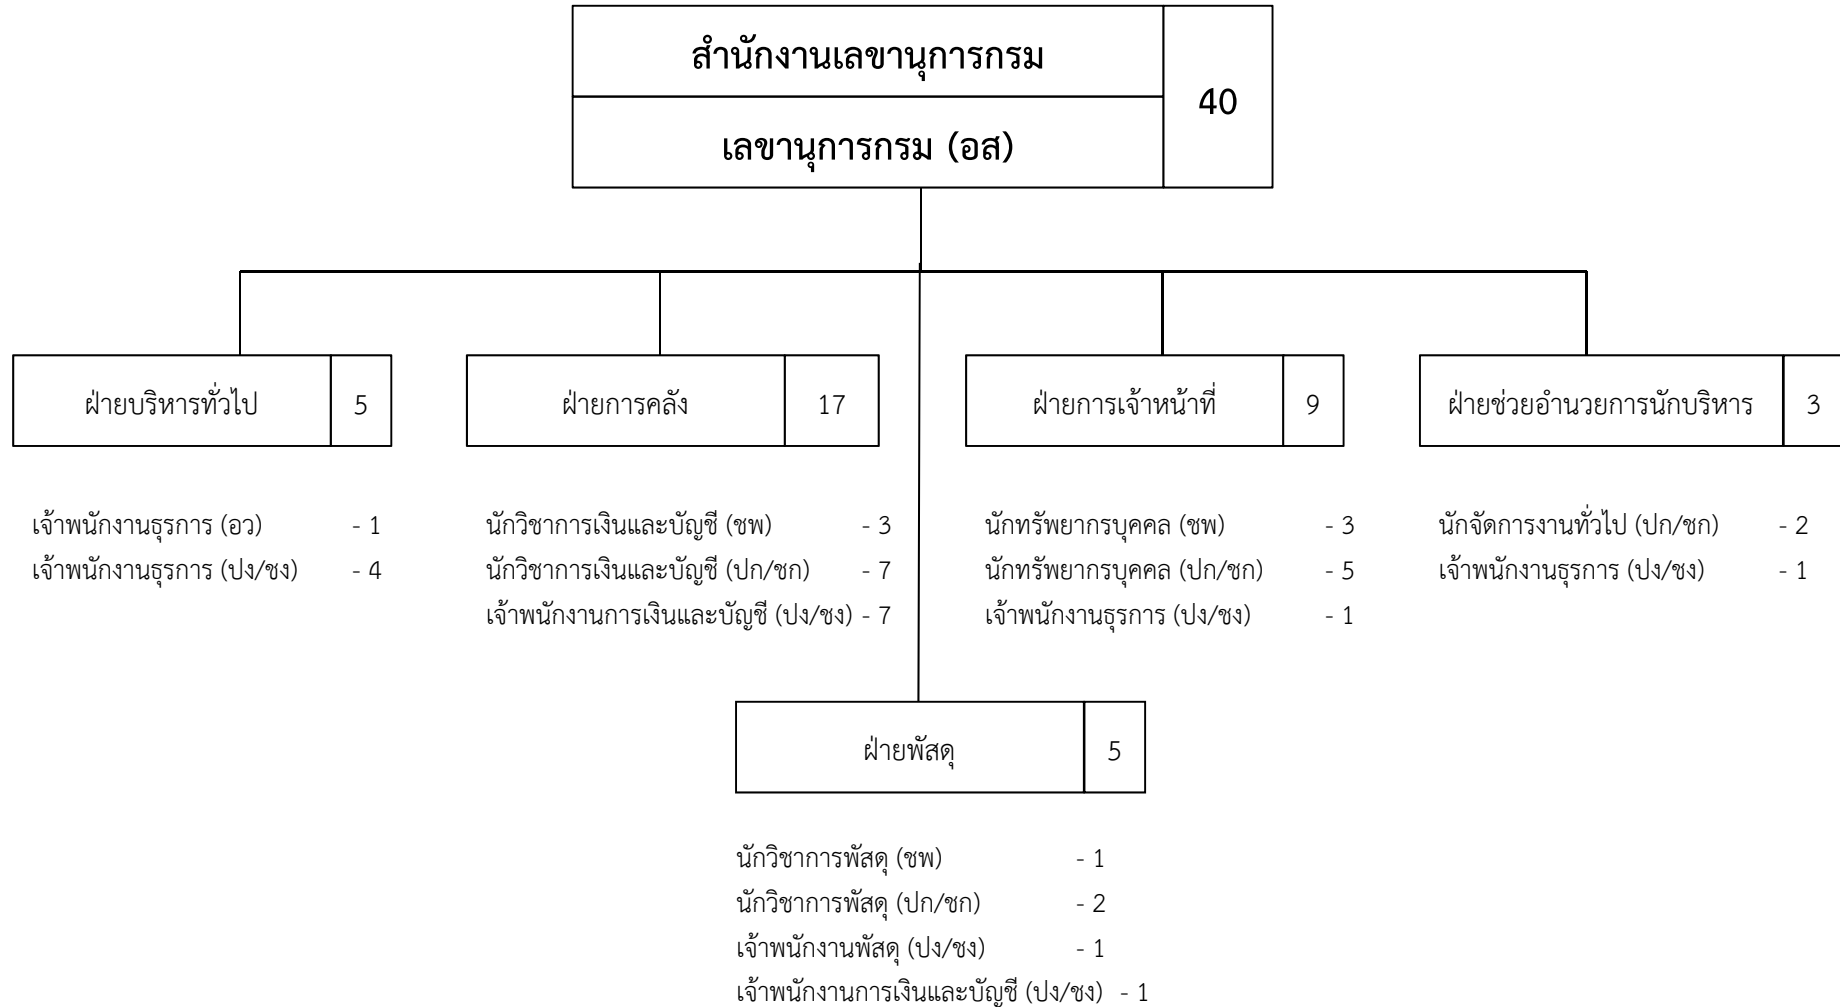 สำนักงานเลขานุการกรม
เลขานุการกรม (อส)
40
ฝ่ายบริหารทั่วไป 5
เจ้าพนักงานธุรการ (อว) - 1
เจ้าพนักงานธุรการ (ปง/ชง) - 4
ฝ่ายการคลัง 17
นักวิชาการเงินและบัญชี (ชพ) - 3
นักวิชาการเงินและบัญชี (ปก/ชก) - 7
เจ้าพนักงานการเงินและบัญชี (ปง/ชง) - 7
ฝ่ายการเจ้าหน้าที่ 9
นักทรัพยากรบุคคล (ชพ) - 3
นักทรัพยากรบุคคล (ปก/ชก) - 5
เจ้าพนักงานธุรการ (ปง/ชง) - 1
ฝ่ายช่วยอำนวยการนักบริหาร 3
นักจัดการงานทั่วไป (ปก/ชก) - 2
เจ้าพนักงานธุรการ (ปง/ชง) - 1
ฝ่ายพัสดุ 5
นักวิชาการพัสดุ (ชพ) - 1
นักวิชาการพัสดุ (ปก/ชก) - 2
เจ้าพนักงานพัสดุ (ปง/ชง) - 1
เจ้าพนักงานการเงินและบัญชี (ปง/ชง) - 1